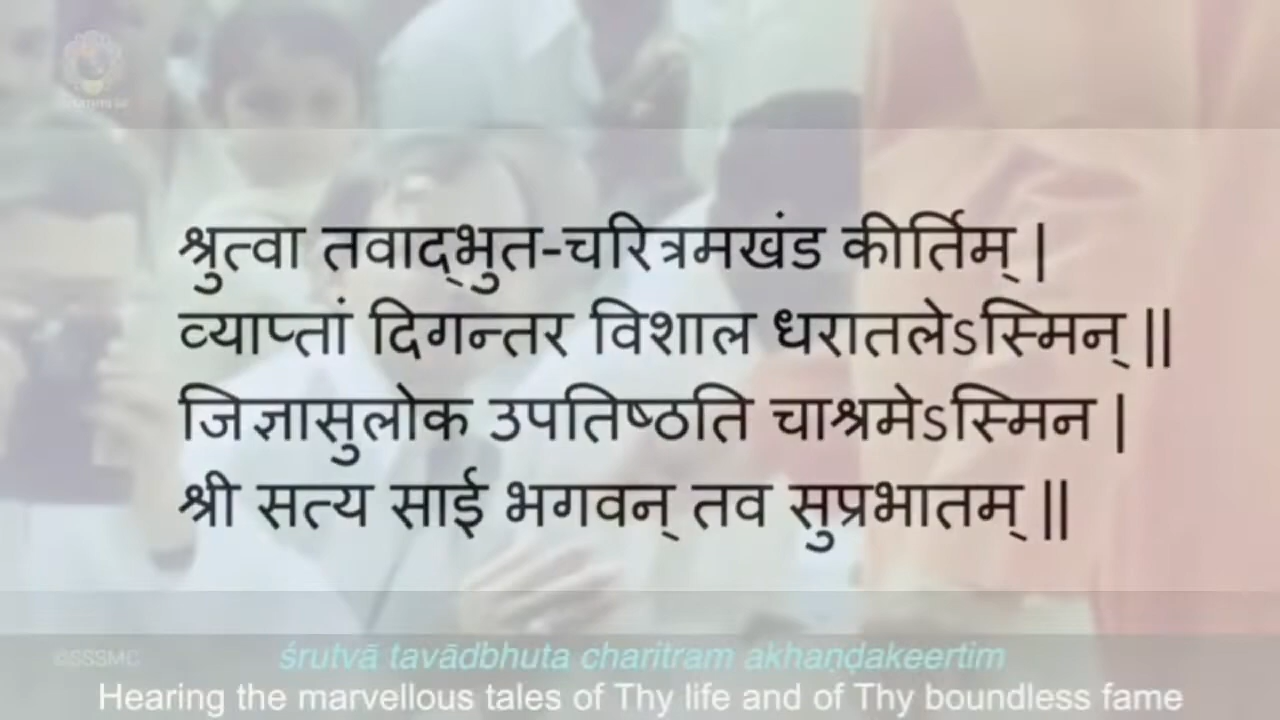 श्रुत्वा तवाद्‌भुत-चरित्रमखंड कीर्तिम् |
व्याप्तां दिगन्तर विशाल धरातलेऽस्मिन् ||
जिज्ञासुलोक उपतिष्ठति चाश्रमेऽस्मिन |
श्री सत्य साई भगवन् तव सुप्रभातम् ||
©SSSMC
śrutvā tavādbhuta charitram akhaṇḍakeertim
Hearing the marvellous tales of Thy life and of Thy boundless fame